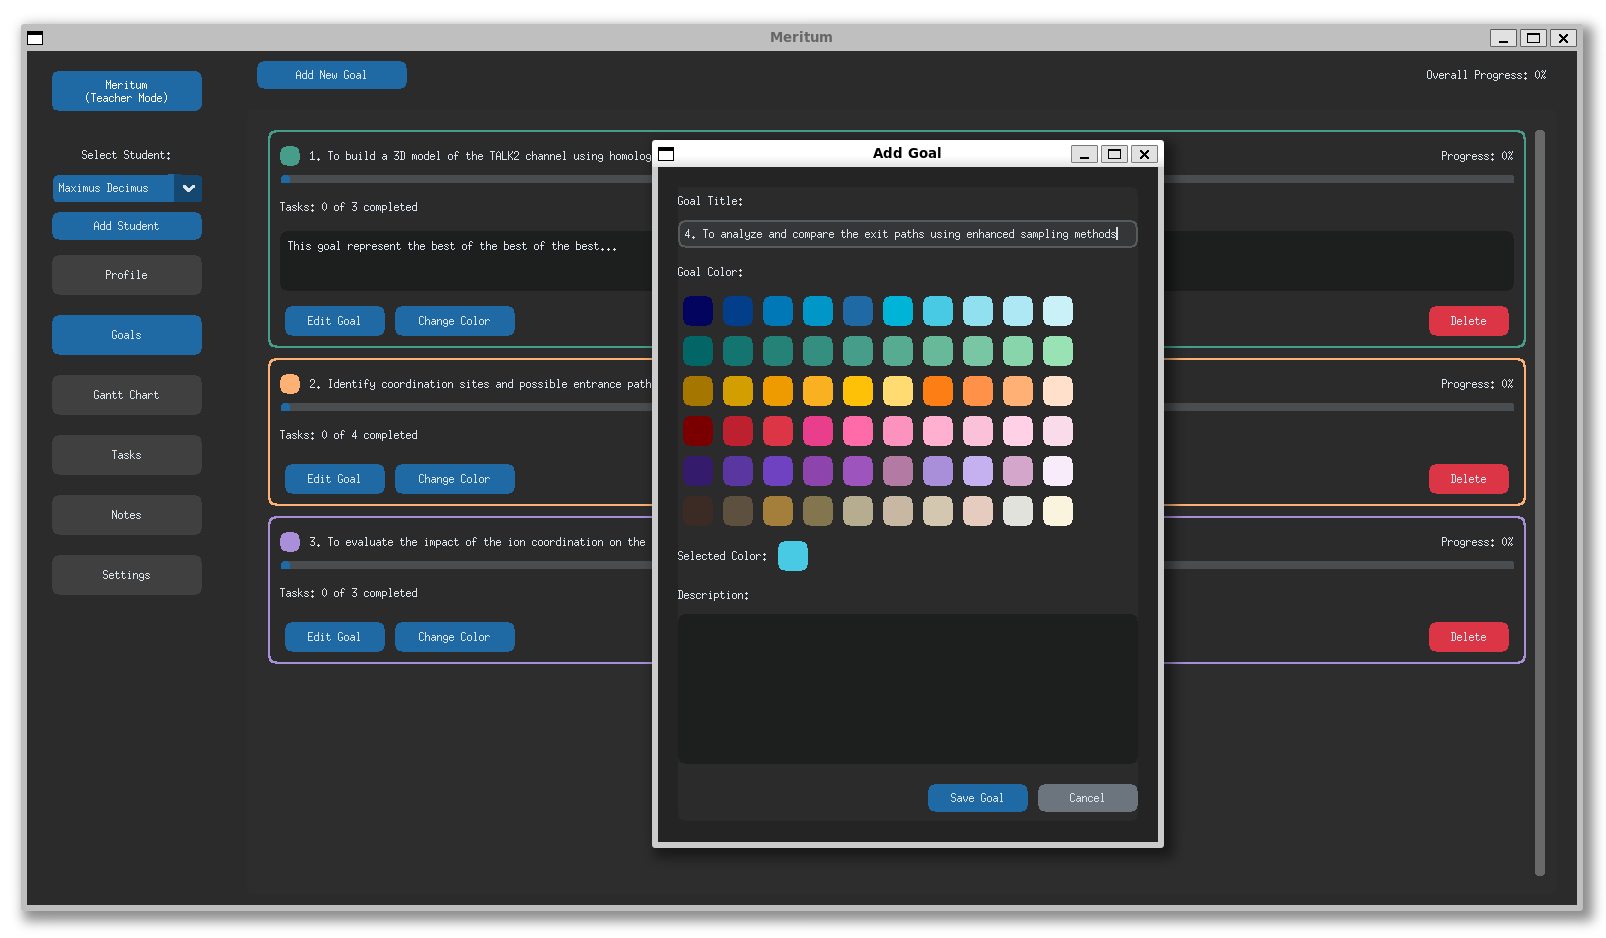 Meritum
Meritum
(Teacher Mode)
Add New Goal
Overall Progress: 0%
Select Student:
Maximus Decimus
Add Student
Profile
Goals
Gantt Chart
Tasks
Notes
Settings
1. To build a 3D model of the TALK2 channel using homolog
Progress: 0%
Tasks: 0 of 3 completed
This goal represent the best of the best of the best...
Edit Goal
Change Color
Delete
2. Identify coordination sites and possible entrance path
Progress: 0%
Tasks: 0 of 4 completed
Edit Goal
Change Color
Delete
3. To evaluate the impact of the ion coordination on the
Progress: 0%
Tasks: 0 of 3 completed
Edit Goal
Change Color
Delete
Add Goal
Goal Title:
4. To analyze and compare the exit paths using enhanced sampling methods
Goal Color:
Selected Color:
Description:
Save Goal
Cancel